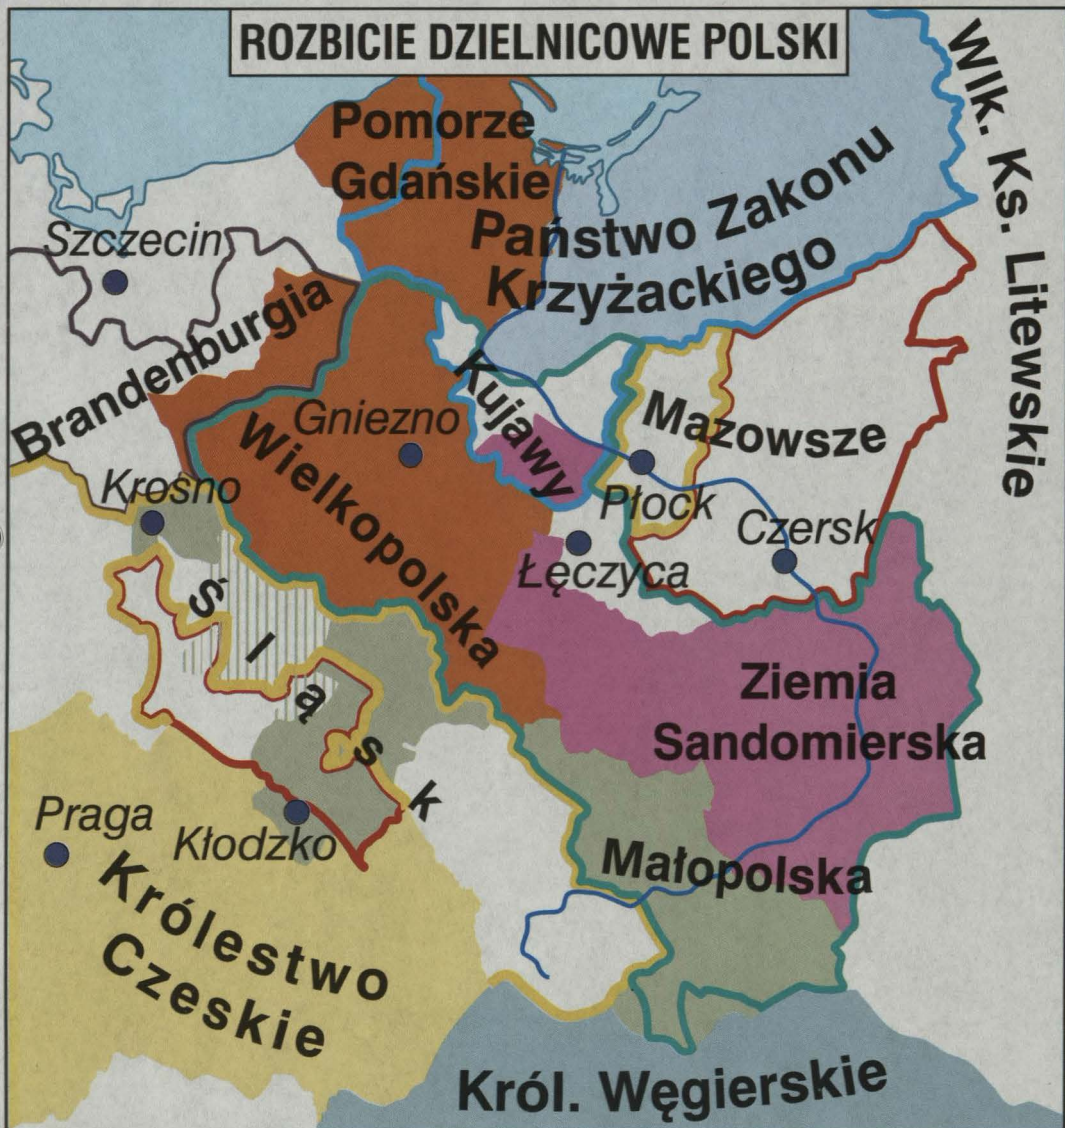 ROZBICIE DZIELNICOWE POLSKI
Wlk. Ks. Litewskie
Pomorze
Gdańskie
Państwo Zakonu
Krzyżackiego
Szczecin
Brandenburgia
Kujawy
Mazowsze
Gniezno
Wielkopolska
Krosno
Płock
Czersk
Łęczyca
Śląsk
Ziemia
Sandomierska
Praga
Kłodzko
Małopolska
Królestwo
Czeskie
Król. Węgierskie